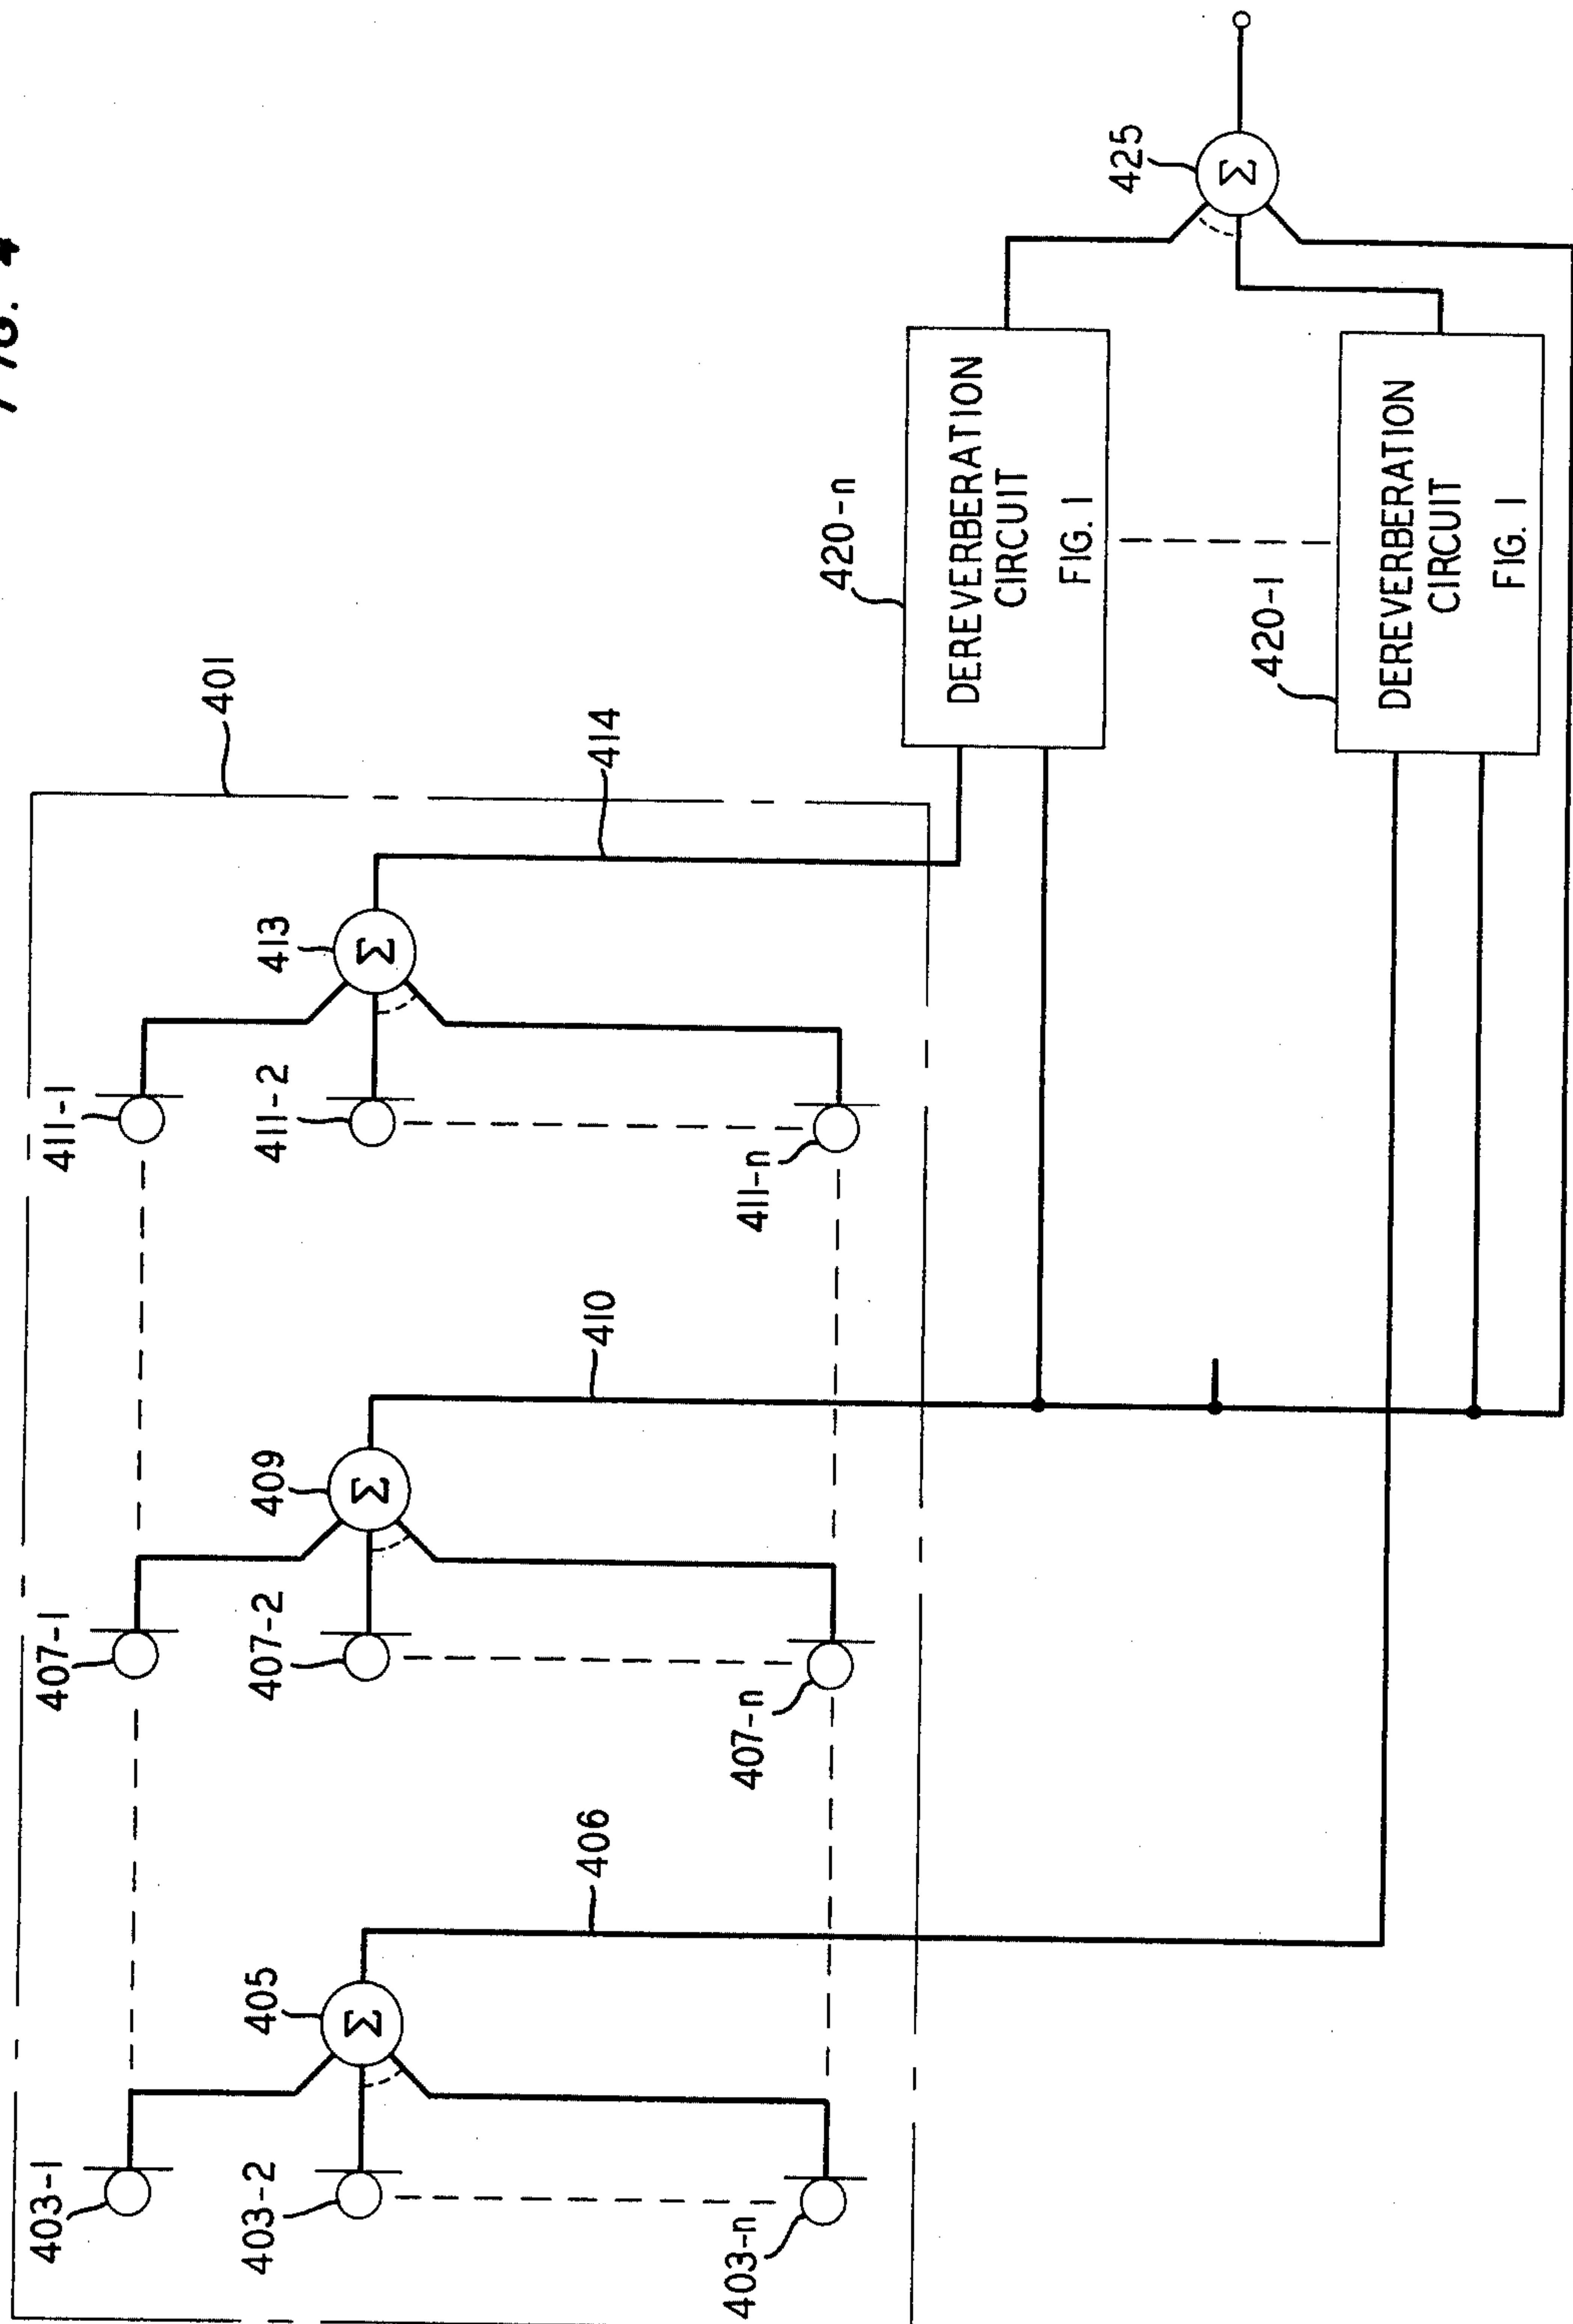 FIG. 4
401
403-1
403-2
403-n
405
406
407-1
407-2
407-n
409
410
411-1
411-2
411-n
413
414
420-n
DEREVERBERATION
CIRCUIT
FIG. 1
420-1
DEREVERBERATION
CIRCUIT
FIG. 1
425
Σ
Σ
Σ
Σ